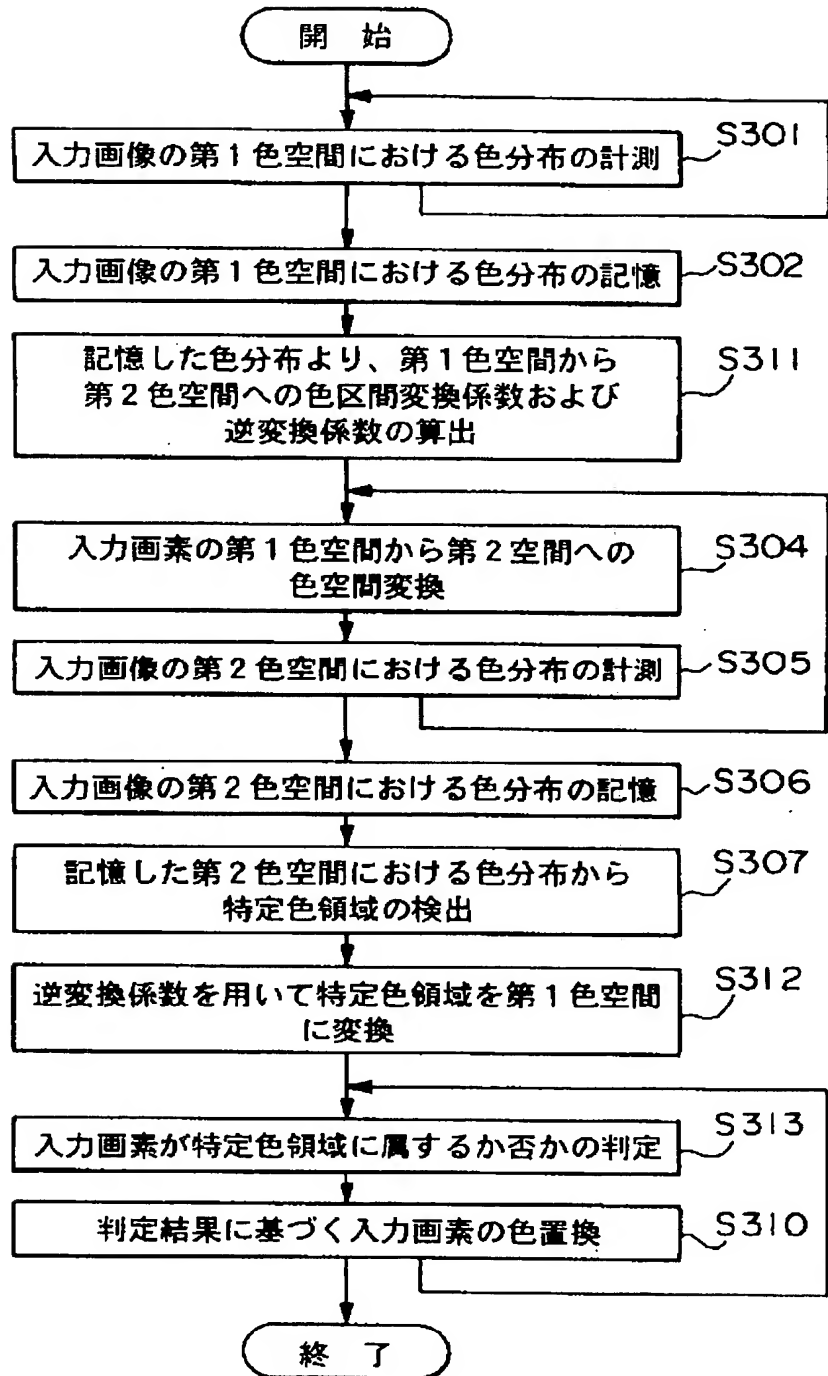 開 始
入力画像の第1色空間における色分布の計測
S301
入力画像の第1色空間における色分布の記憶
S302
記憶した色分布より、第1色空間から
第2色空間への色区間変換係数および
逆変換係数の算出
S311
入力画素の第1色空間から第2空間への
色空間変換
S304
入力画像の第2色空間における色分布の計測
S305
入力画像の第2色空間における色分布の記憶
S306
記憶した第2色空間における色分布から
特定色領域の検出
S307
逆変換係数を用いて特定色領域を第1色空間
に変換
S312
入力画素が特定色領域に属するか否かの判定
S313
判定結果に基づく入力画素の色置換
S310
終 了